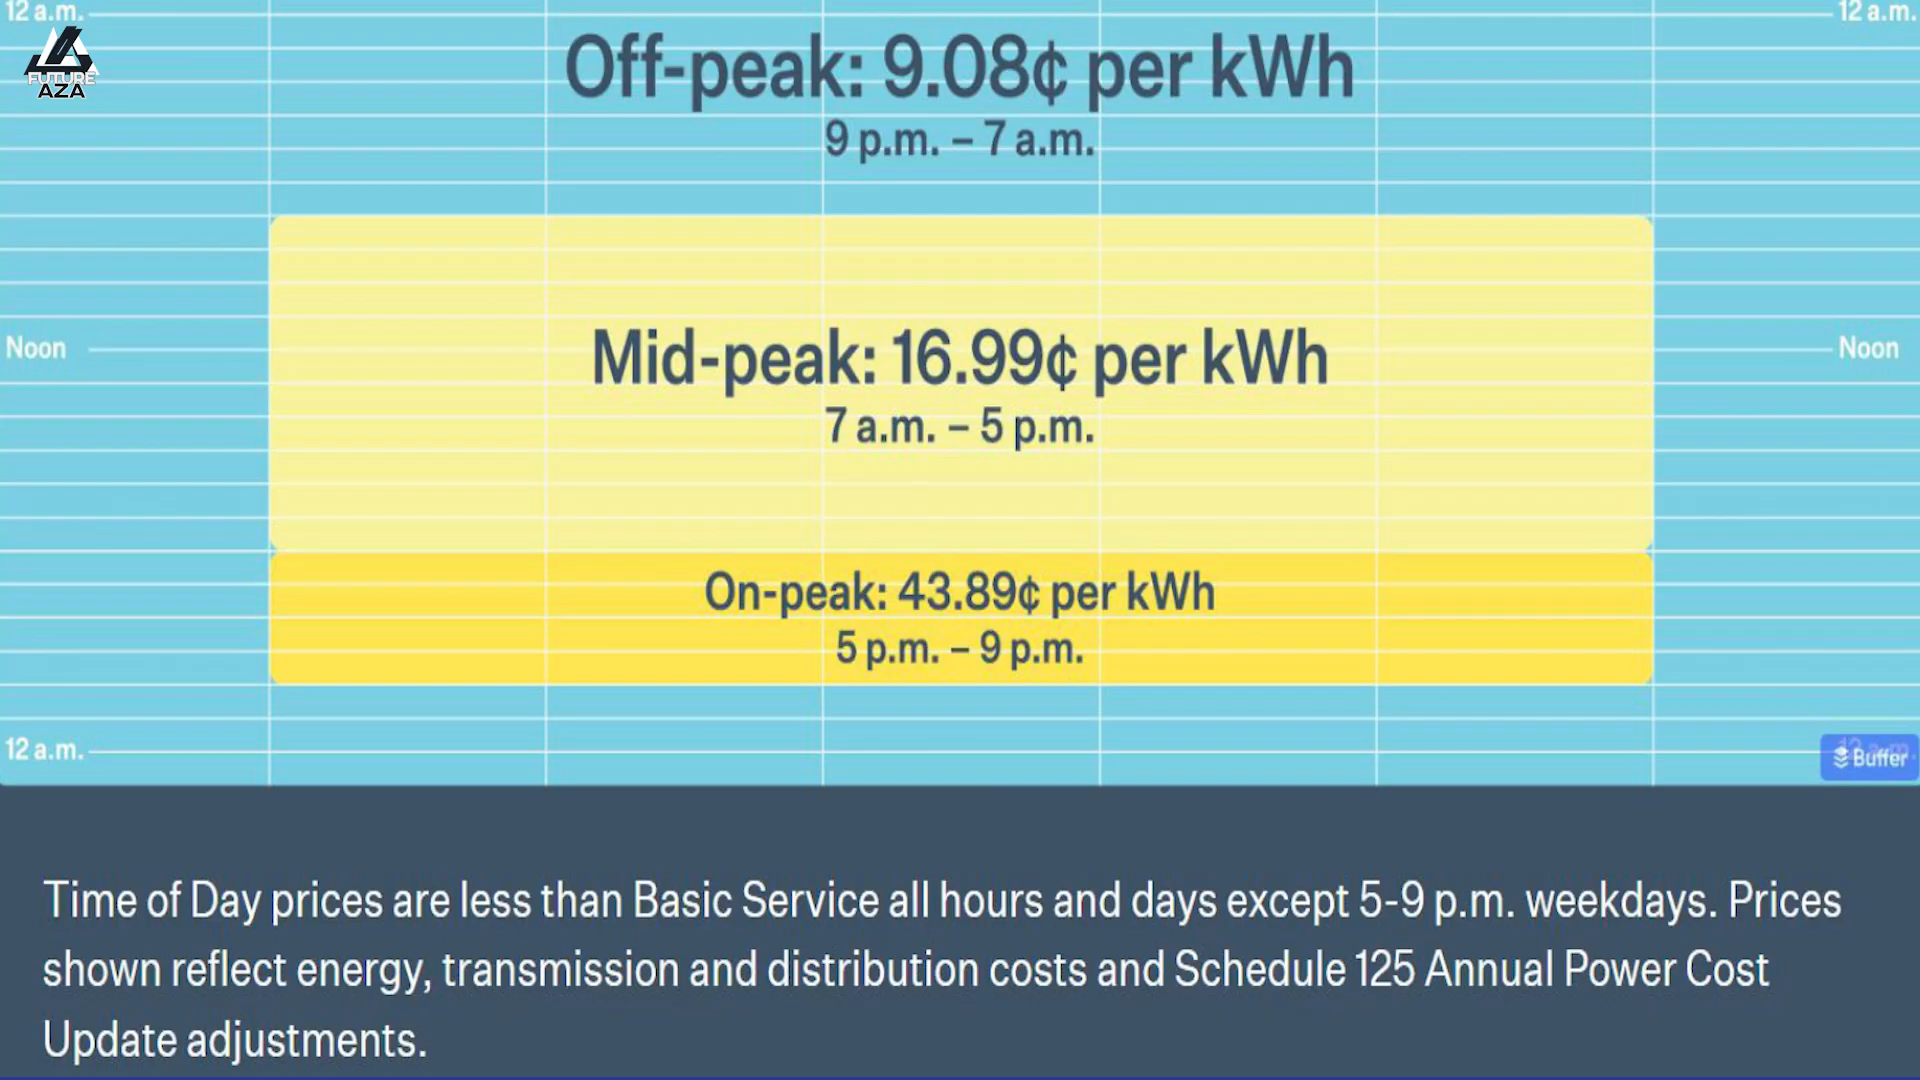 12 a.m.
12 a.m.
FUTURE
AZA
Off-peak: 9.08¢ per kWh
9 p.m. – 7 a.m.
Noon
Noon
Mid-peak: 16.99¢ per kWh
7 a.m. – 5 p.m.
On-peak: 43.89¢ per kWh
5 p.m. – 9 p.m.
12 a.m.
12 a.m.
Buffer
Time of Day prices are less than Basic Service all hours and days except 5-9 p.m. weekdays. Prices
shown reflect energy, transmission and distribution costs and Schedule 125 Annual Power Cost
Update adjustments.